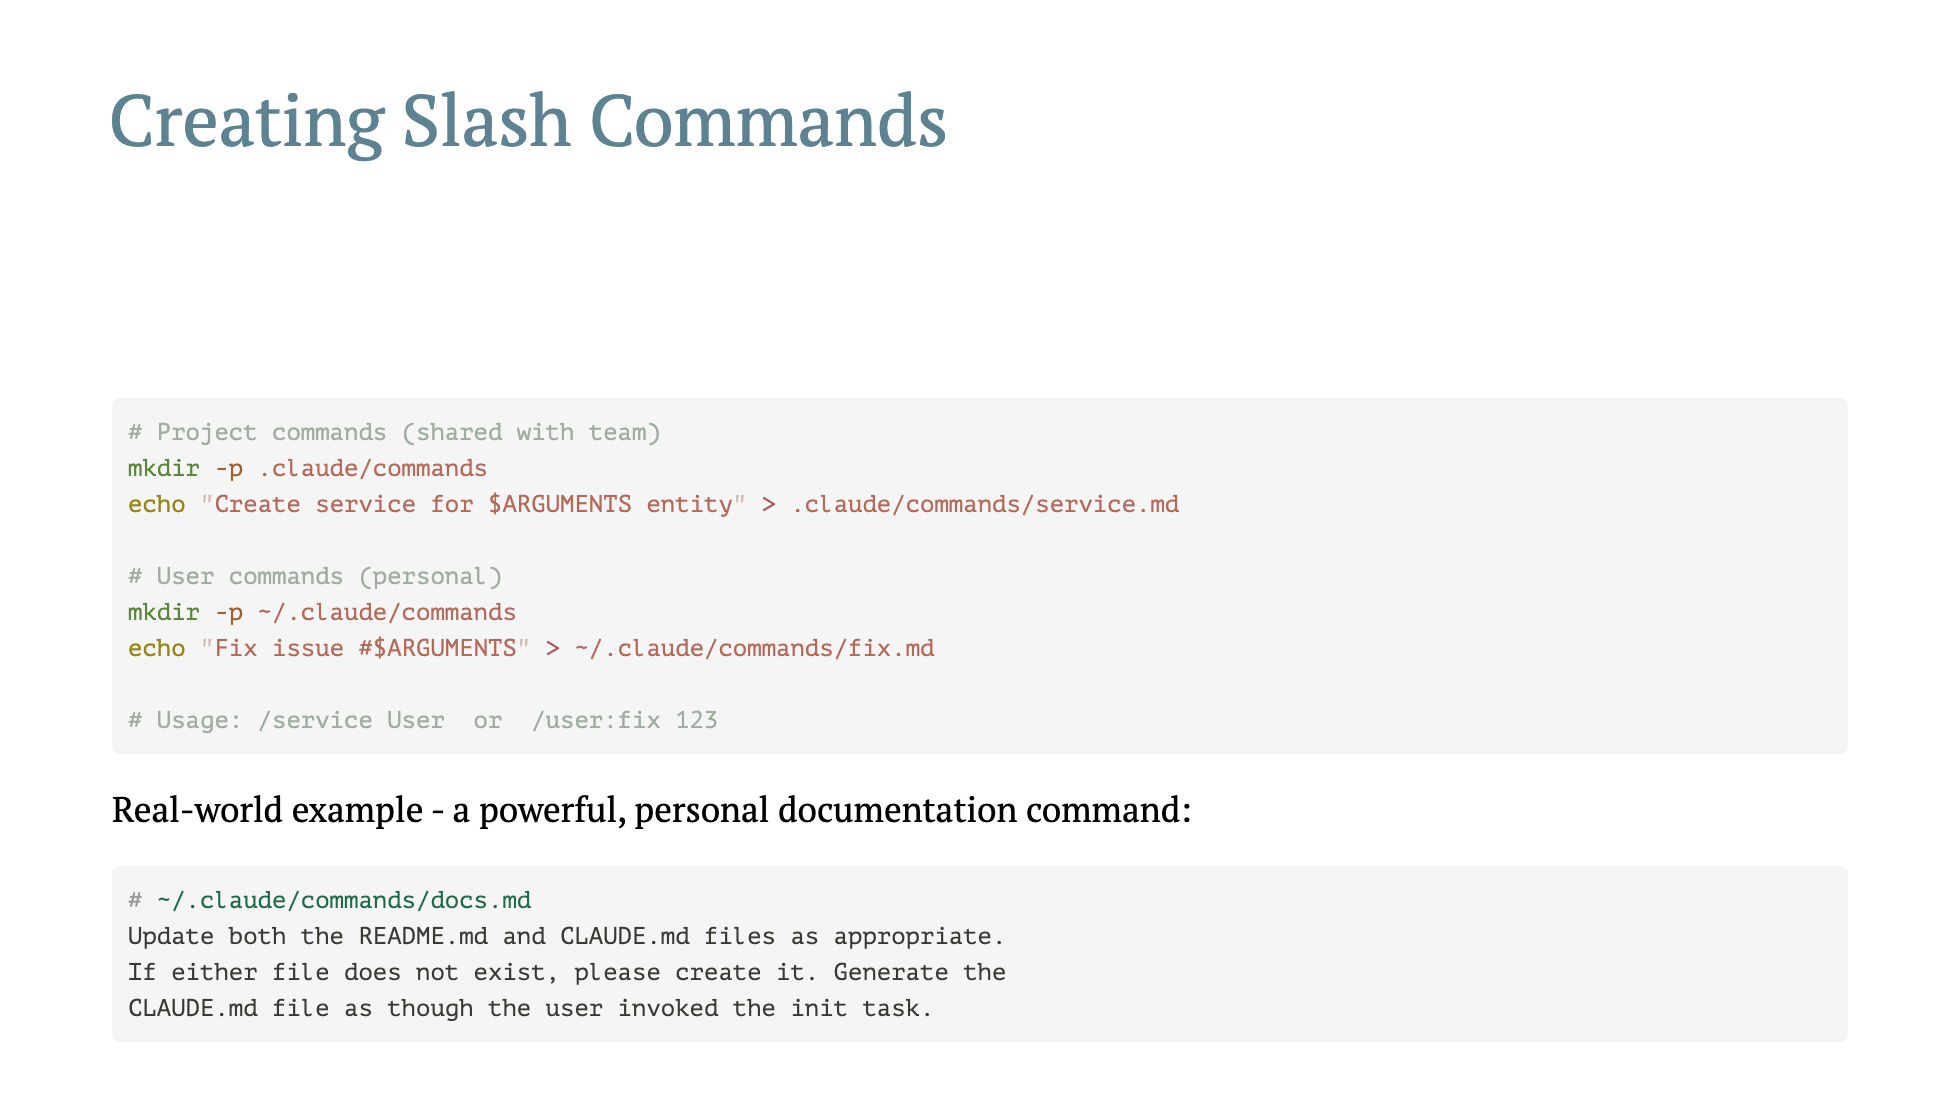 Creating Slash Commands
# Project commands (shared with team)
mkdir -p .claude/commands
echo "Create service for $ARGUMENTS entity" > .claude/commands/service.md
# User commands (personal)
mkdir -p ~/.claude/commands
echo "Fix issue #$ARGUMENTS" > ~/.claude/commands/fix.md
# Usage: /service User  or  /user:fix 123
Real-world example - a powerful, personal documentation command:
# ~/.claude/commands/docs.md
Update both the README.md and CLAUDE.md files as appropriate.
If either file does not exist, please create it. Generate the
CLAUDE.md file as though the user invoked the init task.